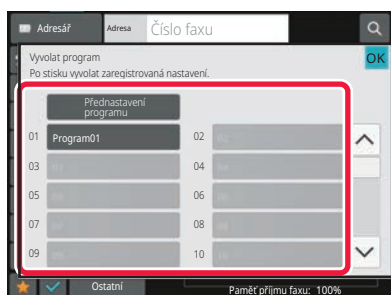 Adresář Adresa Číslo faxu
Vyvolat program OK
Po stisku vyvolat zaregistrovaná nastavení.
Přednastavení
programu
01 Program01 02
03 04
05 06
07 08
09 10
Ostatní Paměť příjmu faxu: 100%